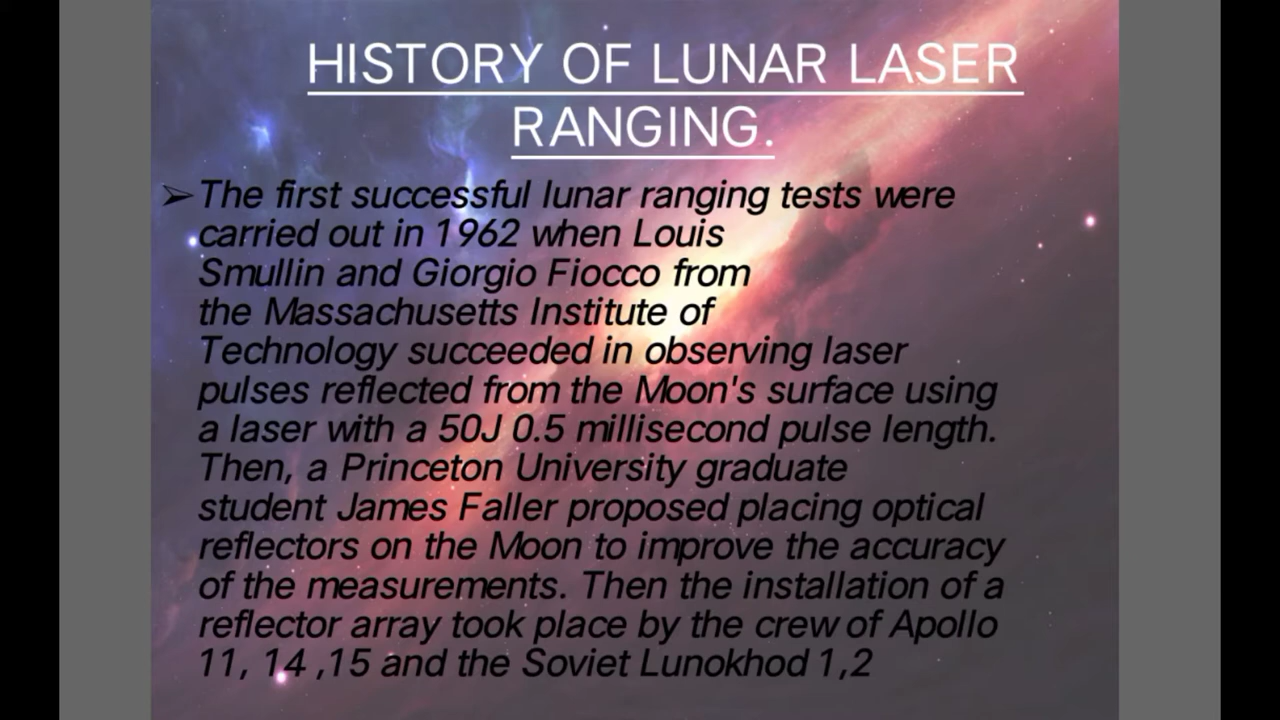 HISTORY OF LUNAR LASER
RANGING.
➢The first successful lunar ranging tests were
carried out in 1962 when Louis
Smullin and Giorgio Fiocco from
the Massachusetts Institute of
Technology succeeded in observing laser
pulses reflected from the Moon's surface using
a laser with a 50J 0.5 millisecond pulse length.
Then, a Princeton University graduate
student James Faller proposed placing optical
reflectors on the Moon to improve the accuracy
of the measurements. Then the installation of a
reflector array took place by the crew of Apollo
11, 14 ,15 and the Soviet Lunokhod 1,2